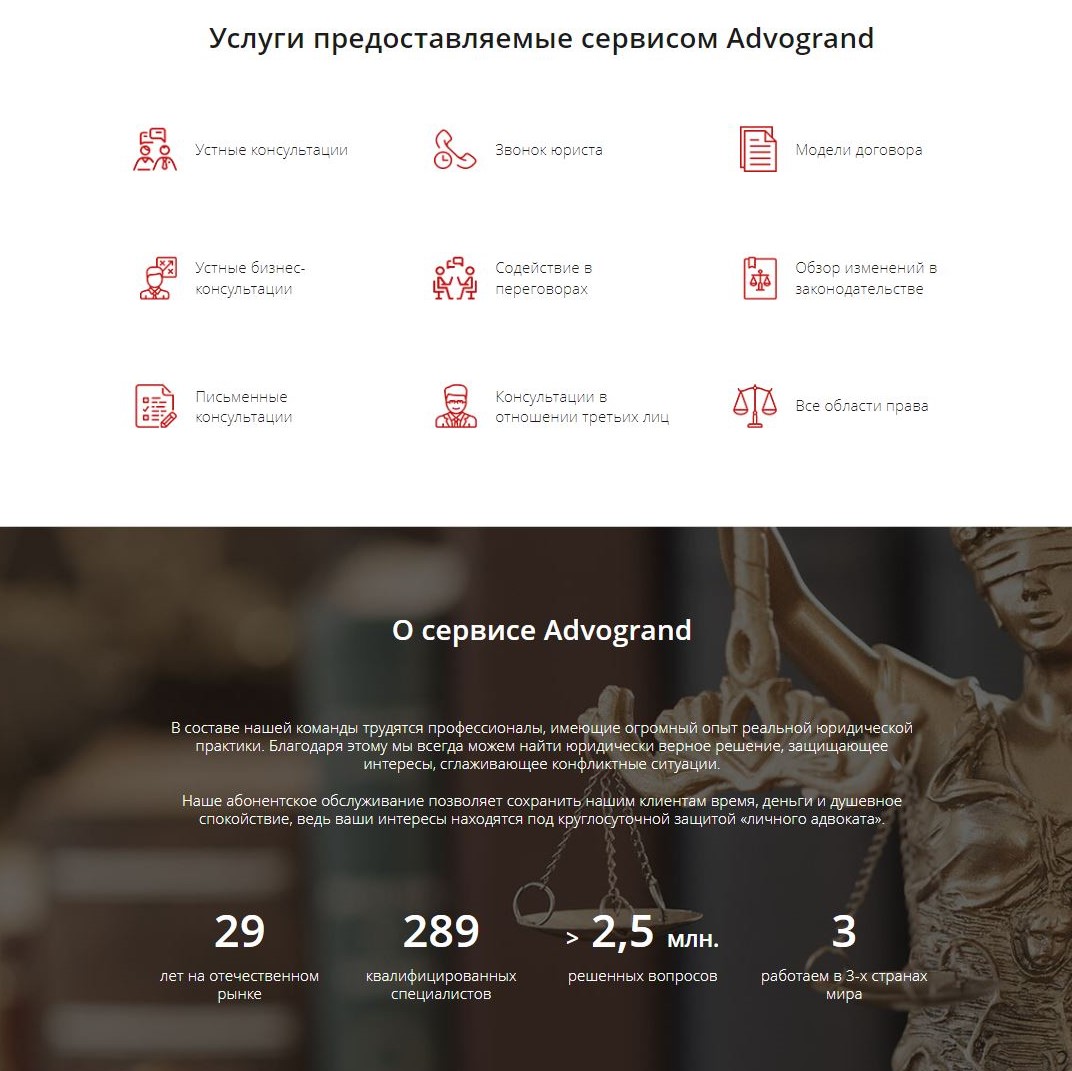 Услуги предоставляемые сервисом Advogrand
Устные консультации
Звонок юриста
Модели договора
Устные бизнес-
консультации
Содействие в
переговорах
Обзор изменений в
законодательстве
Письменные
консультации
Консультации в
отношении третьих лиц
Все области права
О сервисе Advogrand
В составе нашей команды трудятся профессионалы, имеющие огромный опыт реальной юридической
практики. Благодаря этому мы всегда можем найти юридически верное решение, защищающее
интересы, сглаживающее конфликтные ситуации.
Наше абонентское обслуживание позволяет сохранить нашим клиентам время, деньги и душевное
спокойствие, ведь ваши интересы находятся под круглосуточной защитой «личного адвоката».
29
лет на отечественном
рынке
289
квалифицированных
специалистов
> 2,5 млн.
решенных вопросов
3
работаем в 3-х странах
мира